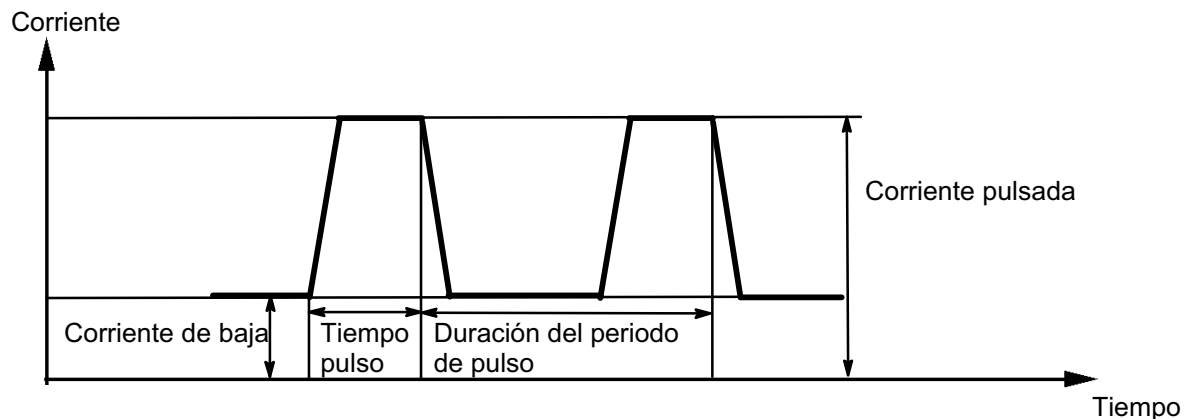 Corriente
Corriente pulsada
Corriente de baja
Tiempo
pulso
Duración del periodo
de pulso
Tiempo